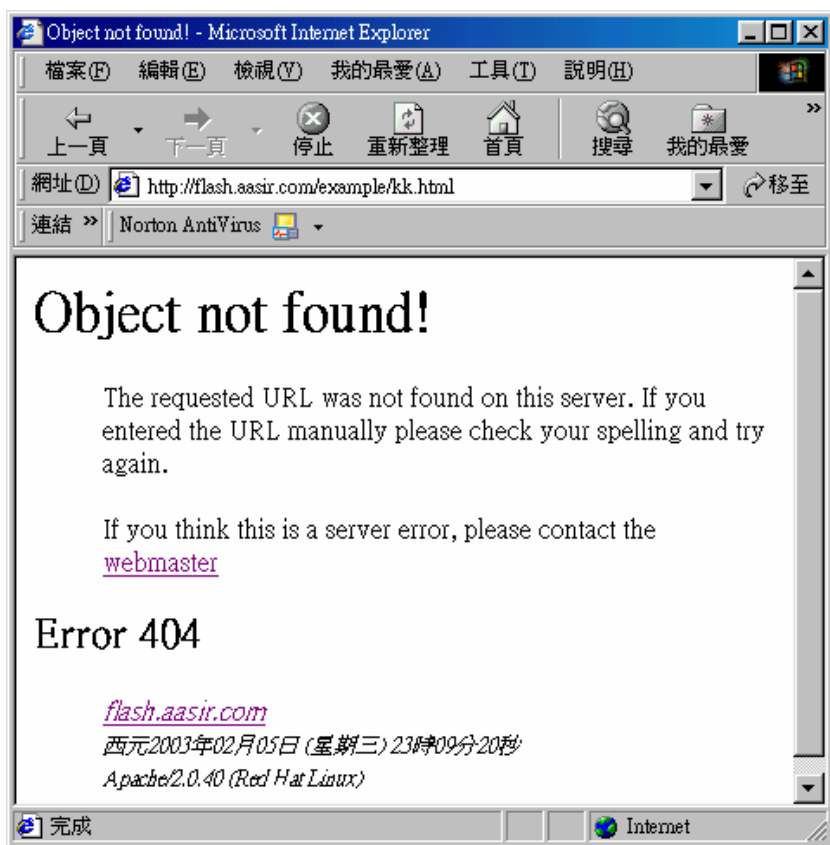 Object not found! - Microsoft Internet Explorer
檔案(F) 編輯(E) 檢視(V) 我的最愛(A) 工具(T) 說明(H)
上一頁 下一頁 停止 重新整理 首頁 搜尋 我的最愛 »
網址(D) http://flash.aasir.com/example/kk.html 移至
連結 » Norton AntiVirus
Object not found!
The requested URL was not found on this server. If you
entered the URL manually please check your spelling and try
again.
If you think this is a server error, please contact the
webmaster
Error 404
flash.aasir.com
西元2003年02月05日 (星期三) 23時09分20秒
Apache/2.0.40 (Red Hat Linux)
完成 Internet